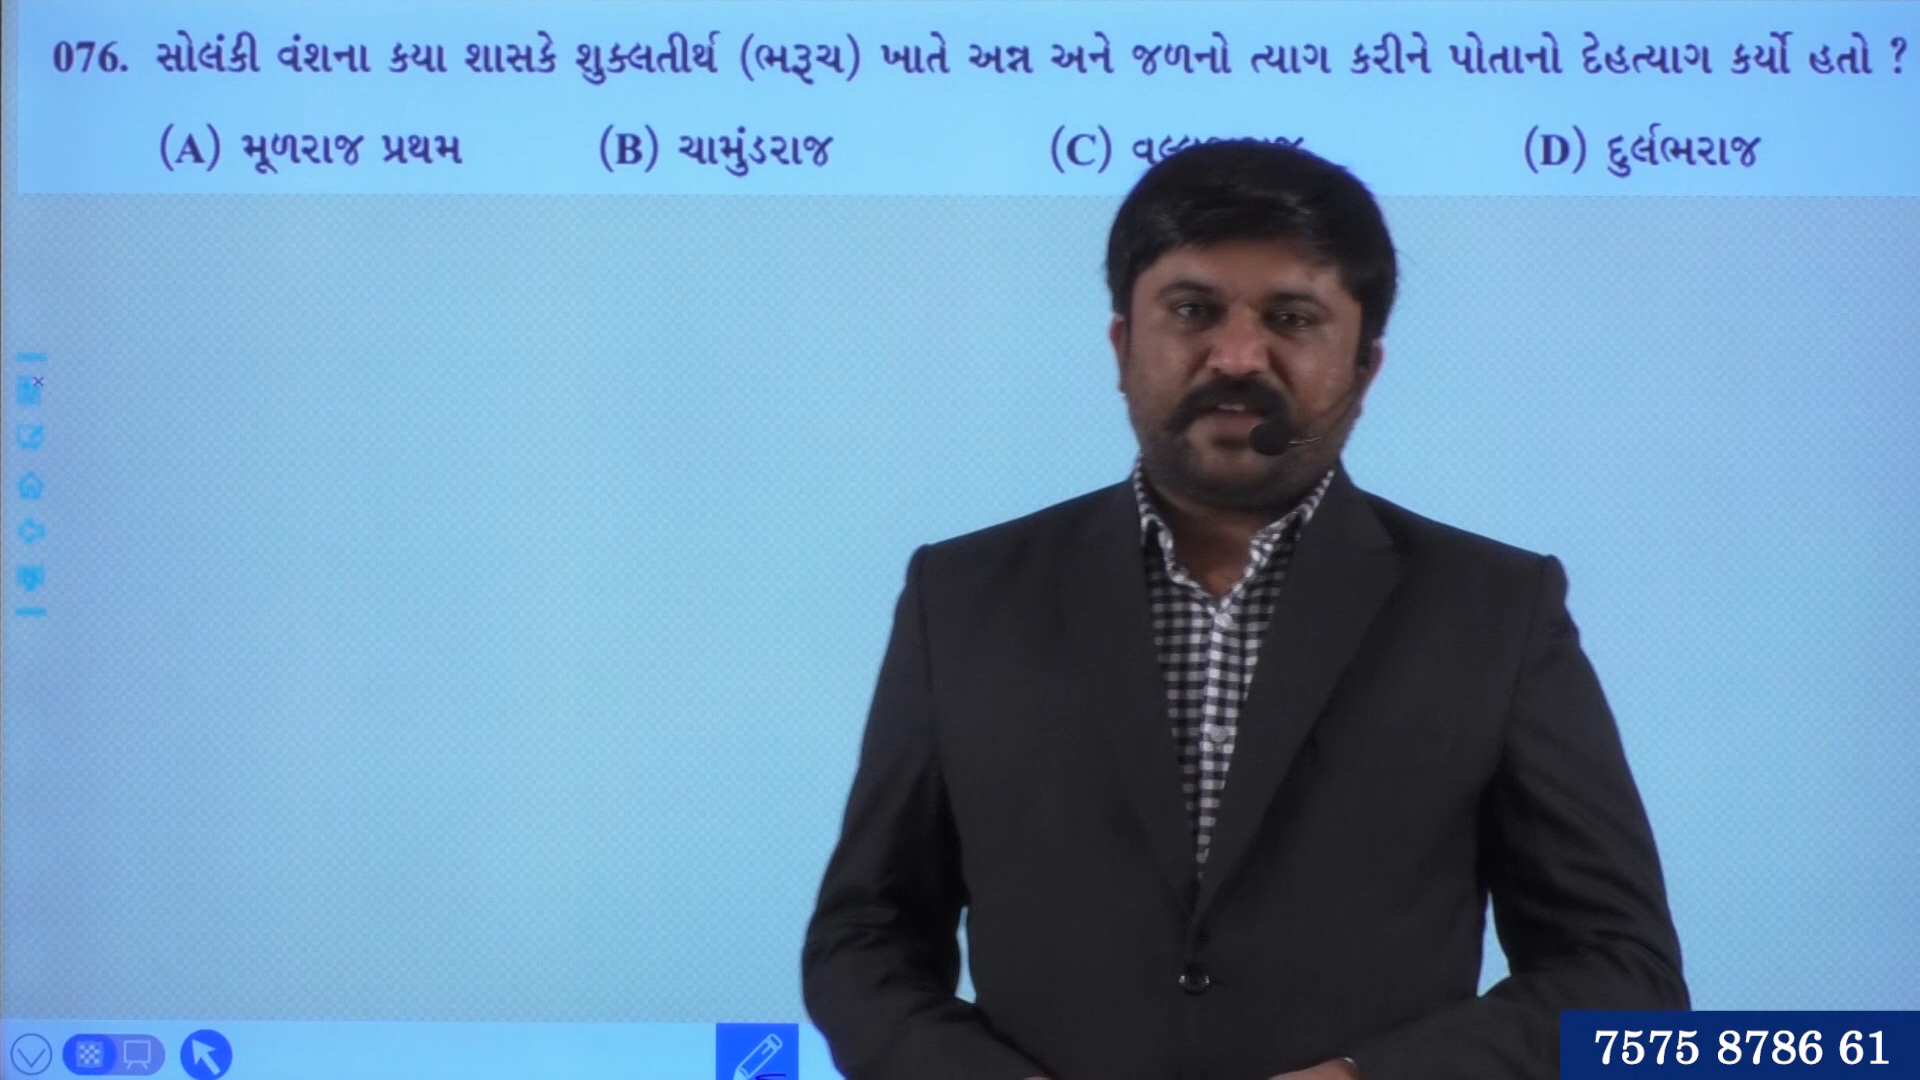 076. સોલંકી વંશના કયા શાસકે શુક્લતીર્થ (ભરૂચ) ખાતે અન્ન અને જળનો ત્યાગ કરીને પોતાનો દેહત્યાગ કર્યો હતો ?
(A) મૂળરાજ પ્રથમ (B) ચામુંડરાજ (C) (D) દુર્લભરાજ
7575 8786 61